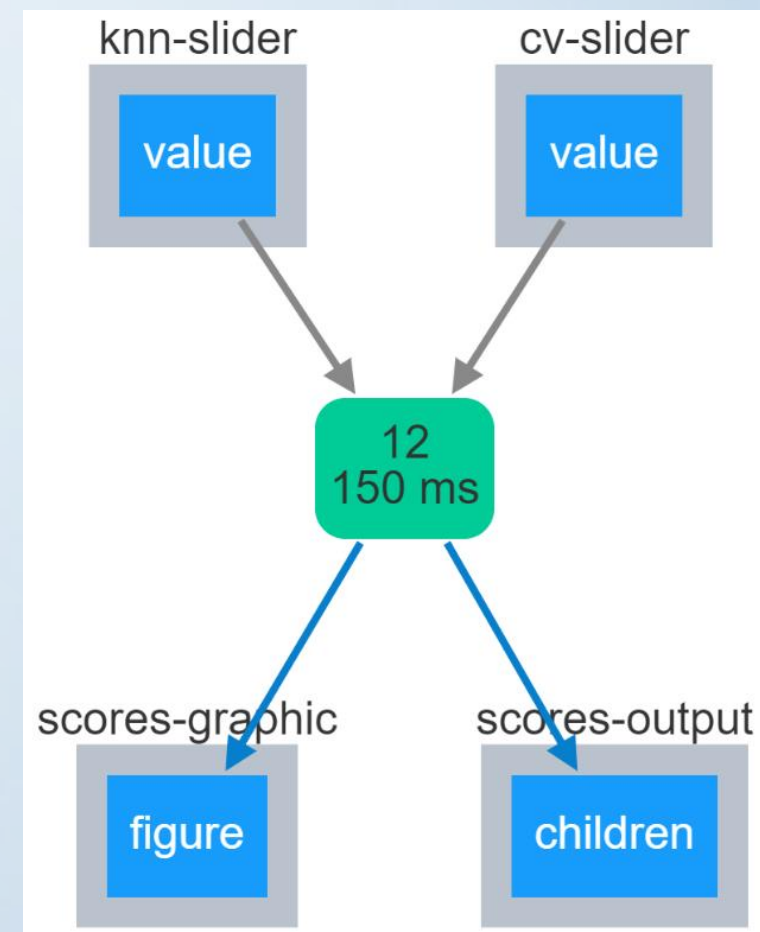 knn-slider
cv-slider
value
value
12
150 ms
scores-graphic
scores-output
figure
children